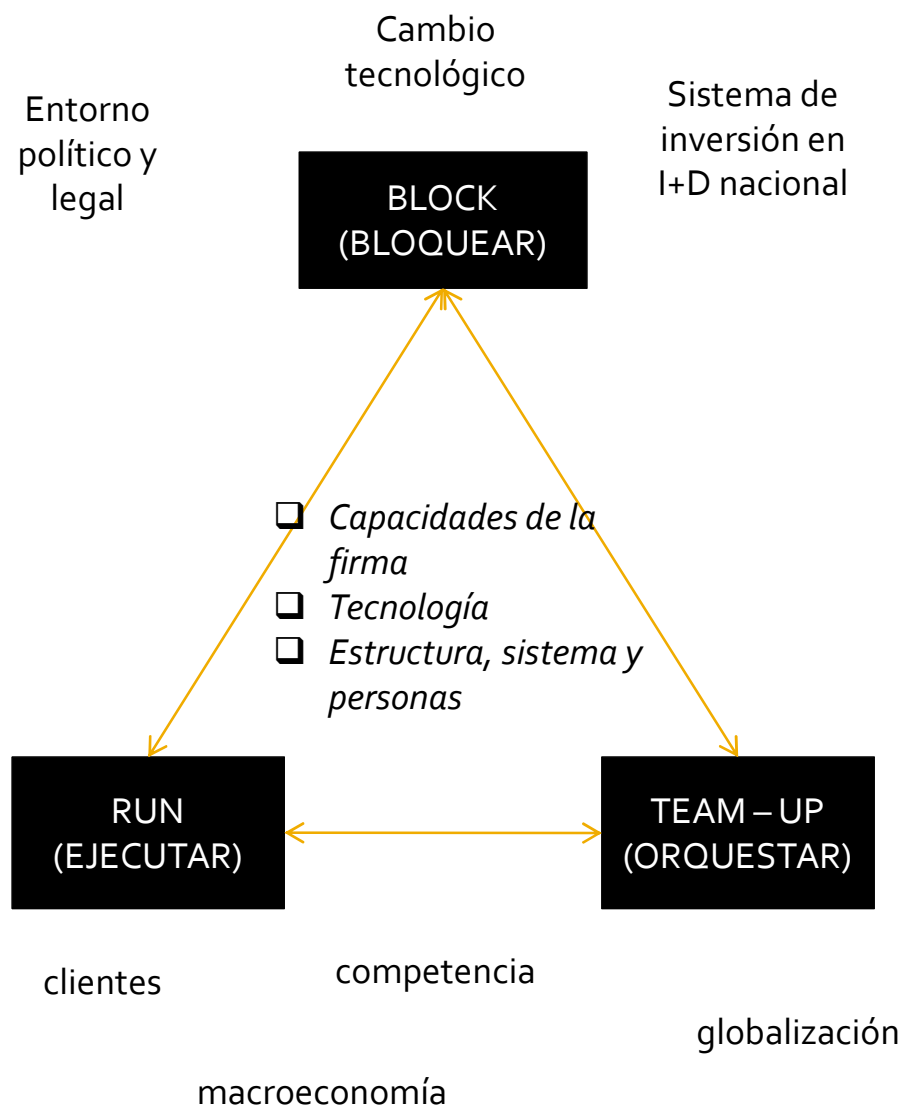 Cambio
tecnológico
Entorno
político y
legal
Sistema de
inversión en
I+D nacional
BLOCK
(BLOQUEAR)
Capacidades de la
firma
Tecnología
Estructura, sistema y
personas
RUN
(EJECUTAR)
TEAM – UP
(ORQUESTAR)
clientes
competencia
globalización
macroeconomía